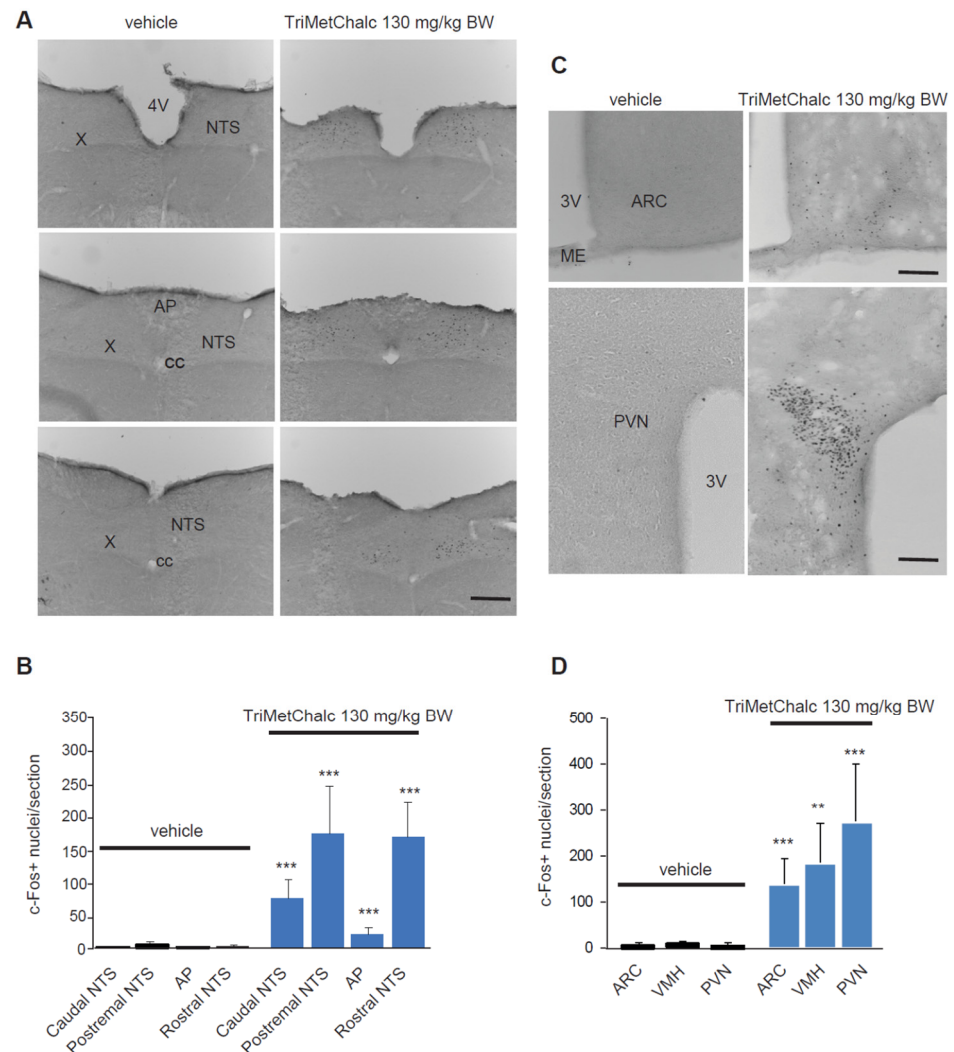 A
vehicle
TriMetChalc 130 mg/kg BW
4V
X
NTS
AP
X
NTS
cc
NTS
X
cc
C
vehicle
TriMetChalc 130 mg/kg BW
3V
ARC
ME
PVN
3V
B
TriMetChalc 130 mg/kg BW
c-Fos+ nuclei/section
350
300
250
200
150
100
50
0
vehicle
***
***
***
***
Caudal NTS
Postremal NTS
AP
Rostral NTS
Caudal NTS
Postremal NTS
AP
Rostral NTS
D
TriMetChalc 130 mg/kg BW
c-Fos+ nuclei/section
500
400
300
200
100
0
vehicle
***
**
***
ARC
VMH
PVN
ARC
VMH
PVN